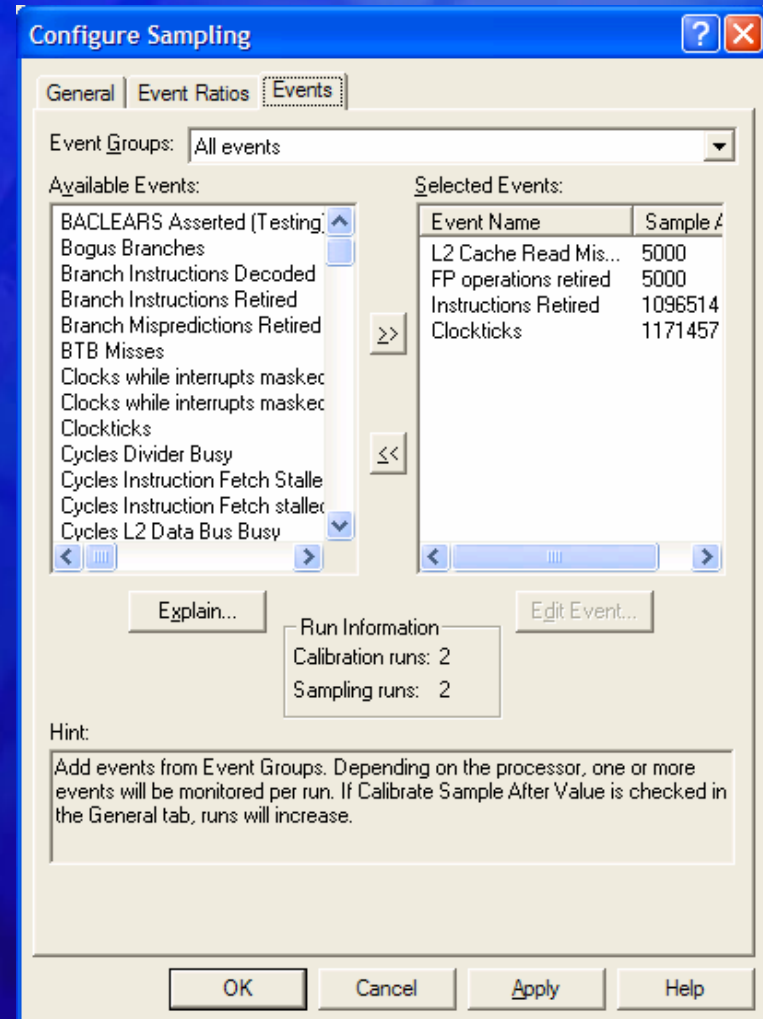 Configure Sampling
General
Event Ratios
Events
Event Groups:
All events
Available Events:
BACLEARS Asserted (Testing)
Bogus Branches
Branch Instructions Decoded
Branch Instructions Retired
Branch Mispredictions Retired
BTB Misses
Clocks while interrupts masked
Clocks while interrupts masked
Clockticks
Cycles Divider Busy
Cycles Instruction Fetch Stalle
Cycles Instruction Fetch stalled
Cycles L2 Data Bus Busy
>>
<<
Selected Events:
Event Name Sample A
L2 Cache Read Mis... 5000
FP operations retired 5000
Instructions Retired 1096514
Clockticks 1171457
Explain...
Edit Event...
Run Information
Calibration runs: 2
Sampling runs: 2
Hint:
Add events from Event Groups. Depending on the processor, one or more
events will be monitored per run. If Calibrate Sample After Value is checked in
the General tab, runs will increase.
OK
Cancel
Apply
Help